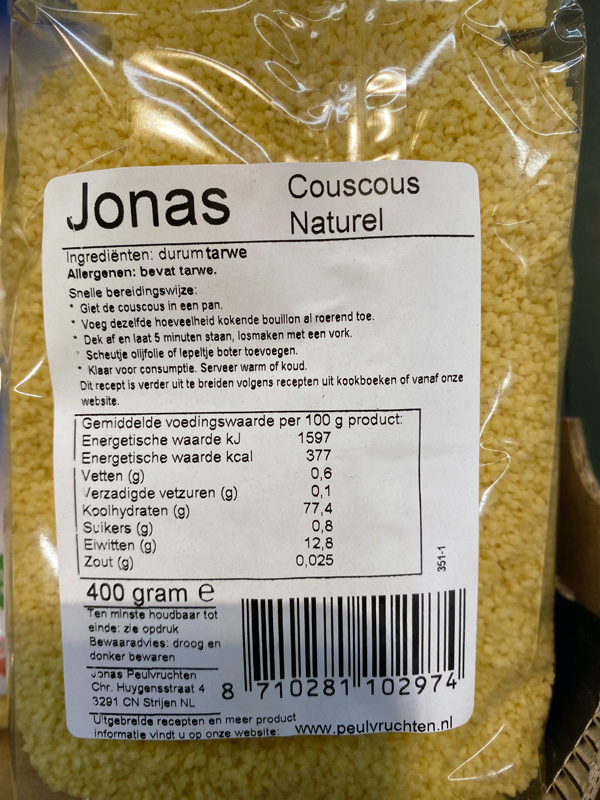 Jonas
Couscous
Naturel
Ingrediënten: durum tarwe
Allergenen: bevat tarwe.
Snelle bereidingswijze:
* Giet de couscous in een pan.
* Voeg dezelfde hoeveelheid kokende bouillon al roerend toe.
* Dek af en laat 5 minuten staan, losmaken met een vork.
* Scheutje olijfolie of lepeltje boter toevoegen.
* Klaar voor consumptie. Serveer warm of koud.
Dit recept is verder uit te breiden volgens recepten uit kookboeken of vanaf onze
website.
Gemiddelde voedingswaarde per 100 g product:
Energetische waarde kJ 1597
Energetische waarde kcal 377
Vetten (g) 0,6
Verzadigde vetzuren (g) 0,1
Koolhydraten (g) 77,4
Suikers (g) 0,8
Eiwitten (g) 12,8
Zout (g) 0,025
351-1
400 gram e
Ten minste houdbaar tot
einde: zie opdruk
Bewaaradvies: droog en
donker bewaren
Jonas Peulvruchten
Chr. Huygensstraat 4
3291 CN Strijen NL
8 710281 102974
Uitgebreide recepten en meer product
informatie vindt u op onze website: www.peulvruchten.nl